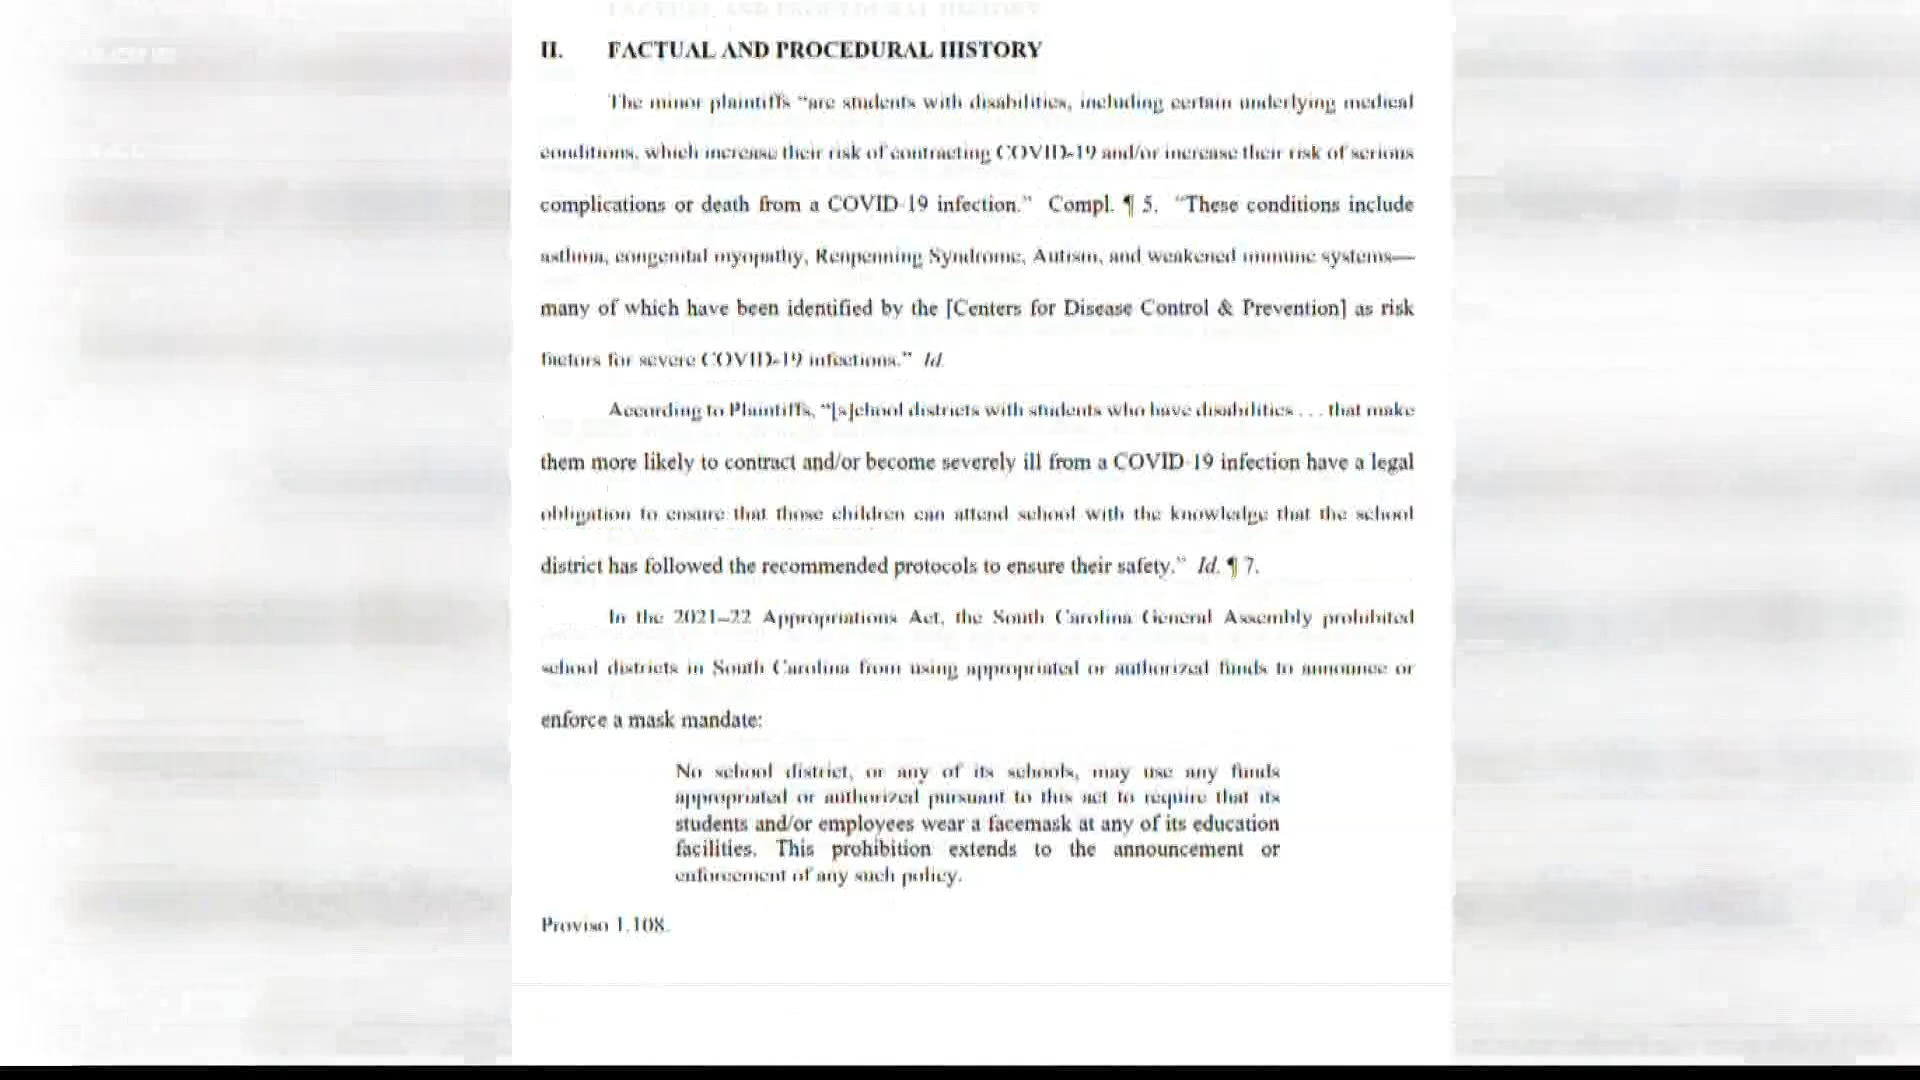 II. FACTUAL AND PROCEDURAL HISTORY
The minor plaintiffs “are students with disabilities, including certain underlying medical
conditions, which increase their risk of contracting COVID-19 and/or increase their risk of serious
complications or death from a COVID-19 infection.” Compl. ¶ 5. “These conditions include
asthma, congenital myopathy, Renpenning Syndrome, Autism, and weakened immune systems—
many of which have been identified by the [Centers for Disease Control & Prevention] as risk
factors for severe COVID-19 infections.” Id.
According to Plaintiffs, “[s]chool districts with students who have disabilities . . . that make
them more likely to contract and/or become severely ill from a COVID-19 infection have a legal
obligation to ensure that those children can attend school with the knowledge that the school
district has followed the recommended protocols to ensure their safety.” Id. ¶ 7.
In the 2021–22 Appropriations Act, the South Carolina General Assembly prohibited
school districts in South Carolina from using appropriated or authorized funds to announce or
enforce a mask mandate:
No school district, or any of its schools, may use any funds
appropriated or authorized pursuant to this act to require that its
students and/or employees wear a facemask at any of its education
facilities. This prohibition extends to the announcement or
enforcement of any such policy.
Proviso 1.108.